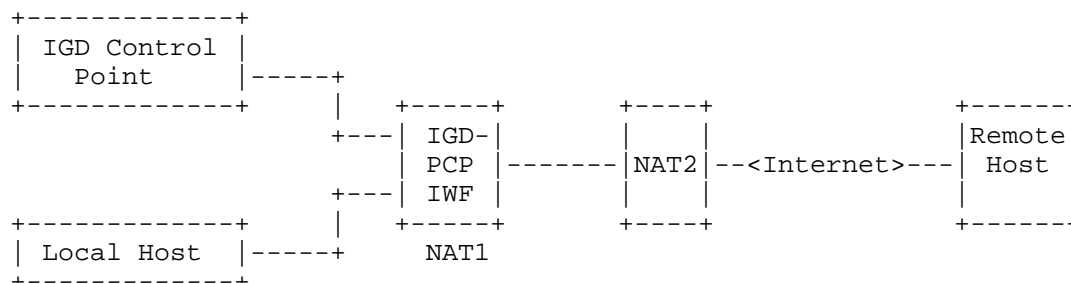 IGD Control
Point
IGD-
PCP
IWF
NAT2
<Internet>
Remote
Host
Local Host
NAT1